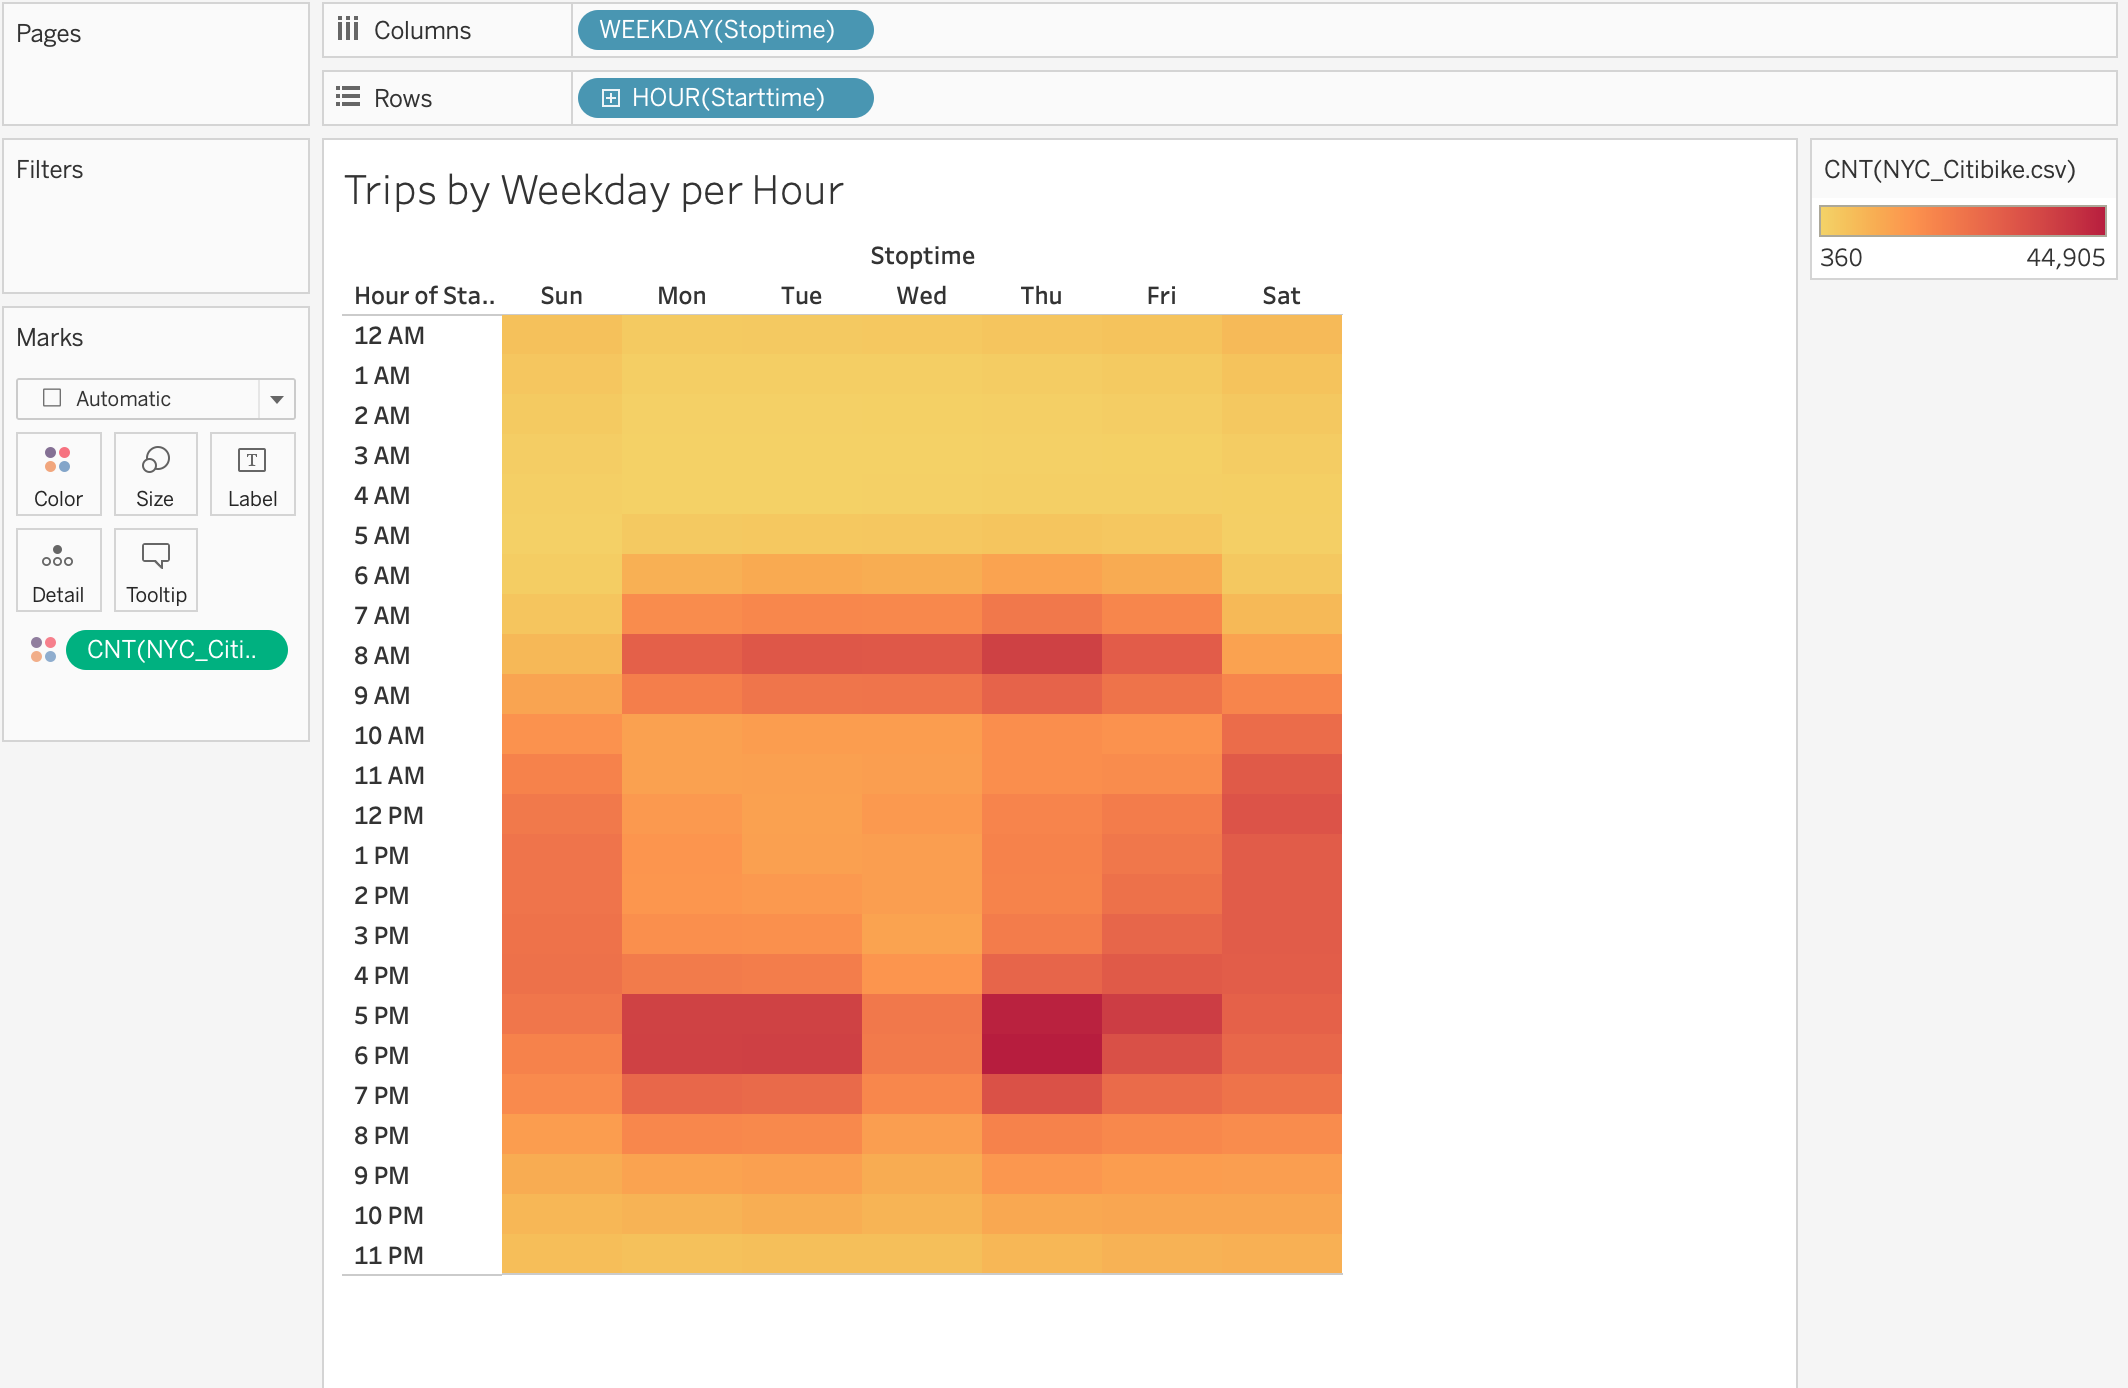 Pages
Columns
WEEKDAY(Stoptime)
Rows
HOUR(Starttime)
Filters
Marks
Automatic
Color
Size
T
Label
Detail
Tooltip
CNT(NYC_Citi..
Trips by Weekday per Hour
Stoptime
Hour of Sta.. Sun Mon Tue Wed Thu Fri Sat
12 AM
1 AM
2 AM
3 AM
4 AM
5 AM
6 AM
7 AM
8 AM
9 AM
10 AM
11 AM
12 PM
1 PM
2 PM
3 PM
4 PM
5 PM
6 PM
7 PM
8 PM
9 PM
10 PM
11 PM
CNT(NYC_Citibike.csv)
360 44,905